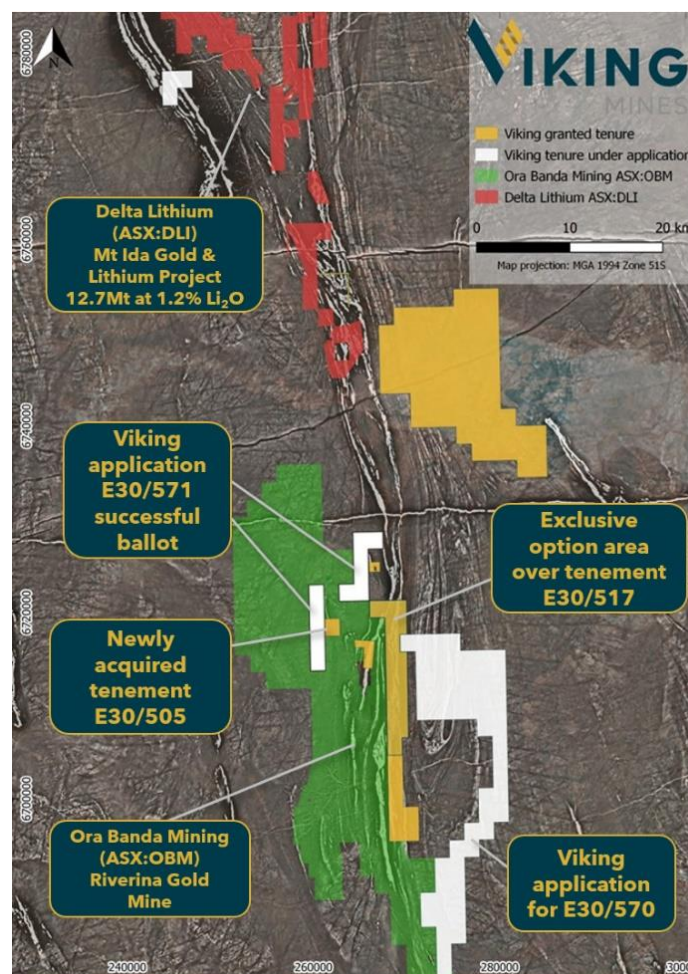 VIKING
MINES
Viking granted tenure
Viking tenure under application
Ora Banda Mining ASX:OBM
Delta Lithium ASX:DLI
0 10 20 km
Map projection: MGA 1994 Zone 51S
N
6780000
6760000
6740000
6720000
6700000
Delta Lithium
(ASX:DLI)
Mt Ida Gold &
Lithium Project
12.7Mt at 1.2% Li₂O
Viking
application
E30/571
successful
ballot
Exclusive
option area
over tenement
E30/517
Newly
acquired
tenement
E30/505
Ora Banda Mining
(ASX:OBM)
Riverina Gold
Mine
Viking
application
for E30/570
240000 260000 280000